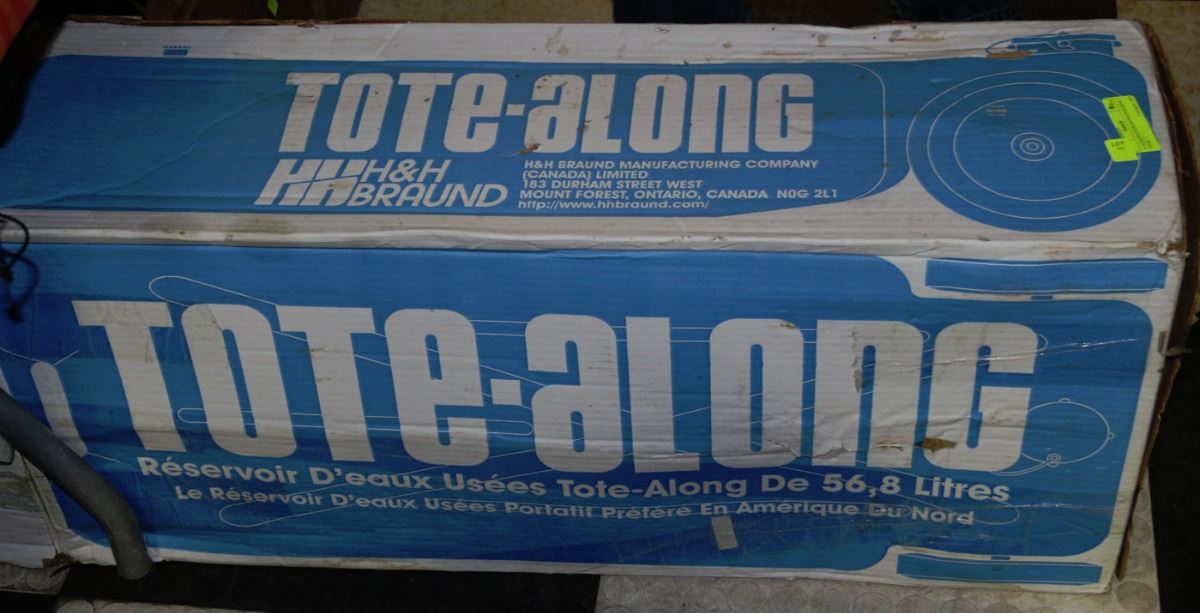 TOTE-aLONG
H&H
BRAUND
H&H BRAUND MANUFACTURING COMPANY
(CANADA) LIMITED
183 DURHAM STREET WEST
MOUNT FOREST, ONTARIO, CANADA N0G 2L1
http://www.hhbraund.com/
LOT
TOTE-aLONG
Réservoir D'eaux Usées Tote-Along De 56,8 Litres
Le Réservoir D'eaux Usées Portatif Préféré En Amérique Du Nord